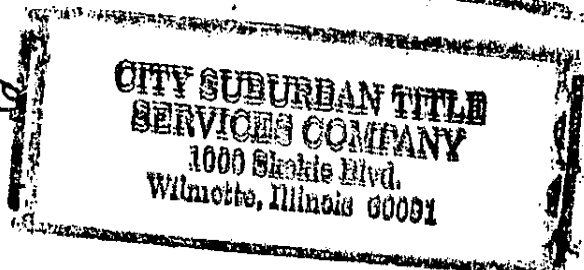 CITY SUBURBAN TITLE
SERVICES COMPANY
1000 Skokie Blvd.
Wilmette, Illinois 60091